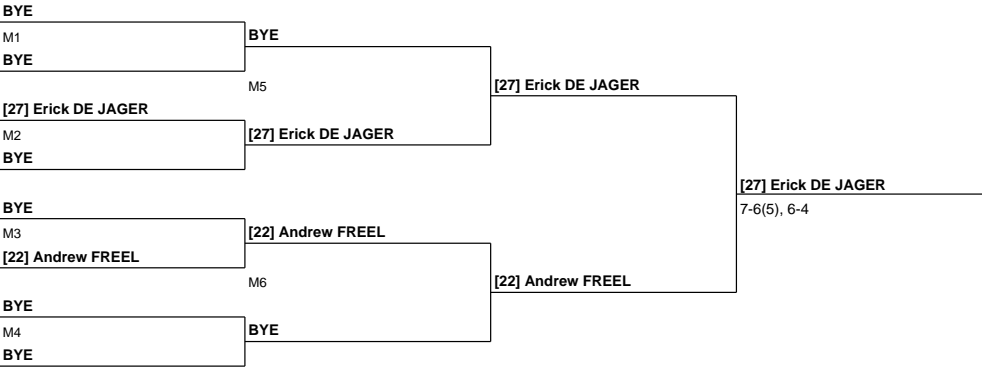 BYE
M1
BYE
BYE
M5
[27] Erick DE JAGER
[27] Erick DE JAGER
M2
[27] Erick DE JAGER
BYE
[27] Erick DE JAGER
7-6(5), 6-4
BYE
M3
[22] Andrew FREEL
[22] Andrew FREEL
M6
[22] Andrew FREEL
BYE
M4
BYE
BYE